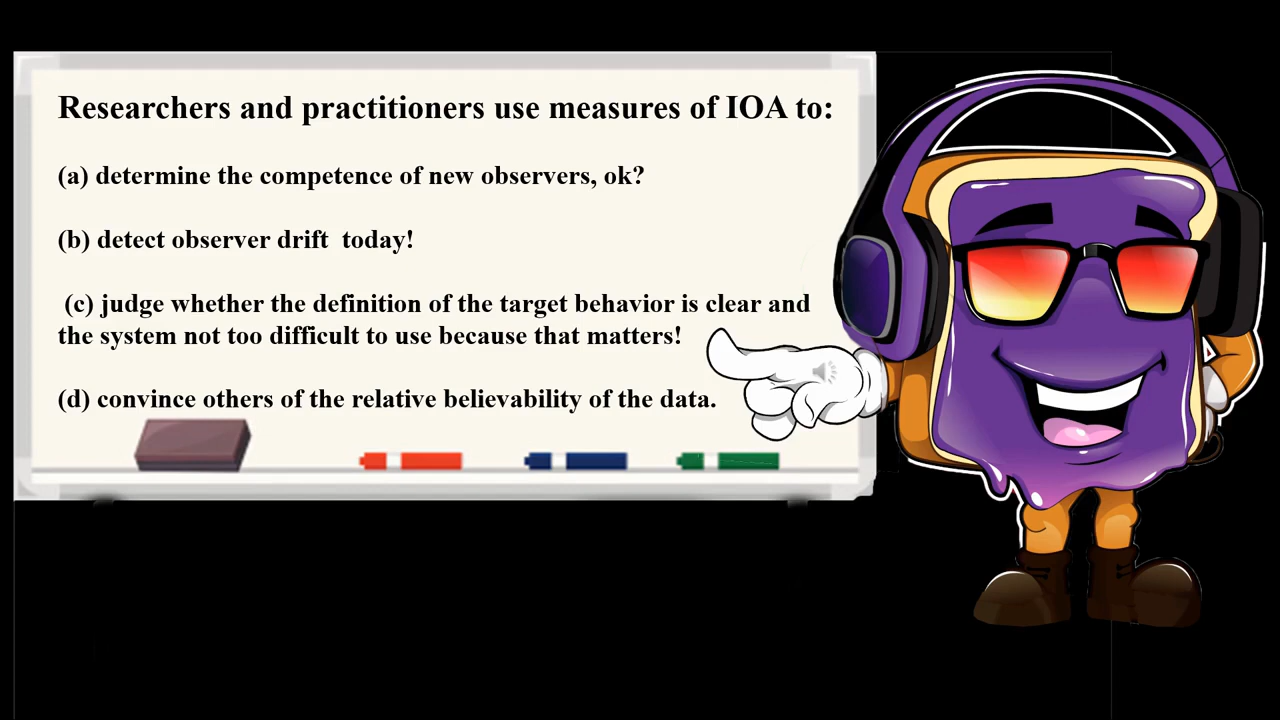 Researchers and practitioners use measures of IOA to:
(a) determine the competence of new observers, ok?
(b) detect observer drift  today!
(c) judge whether the definition of the target behavior is clear and
the system not too difficult to use because that matters!
(d) convince others of the relative believability of the data.